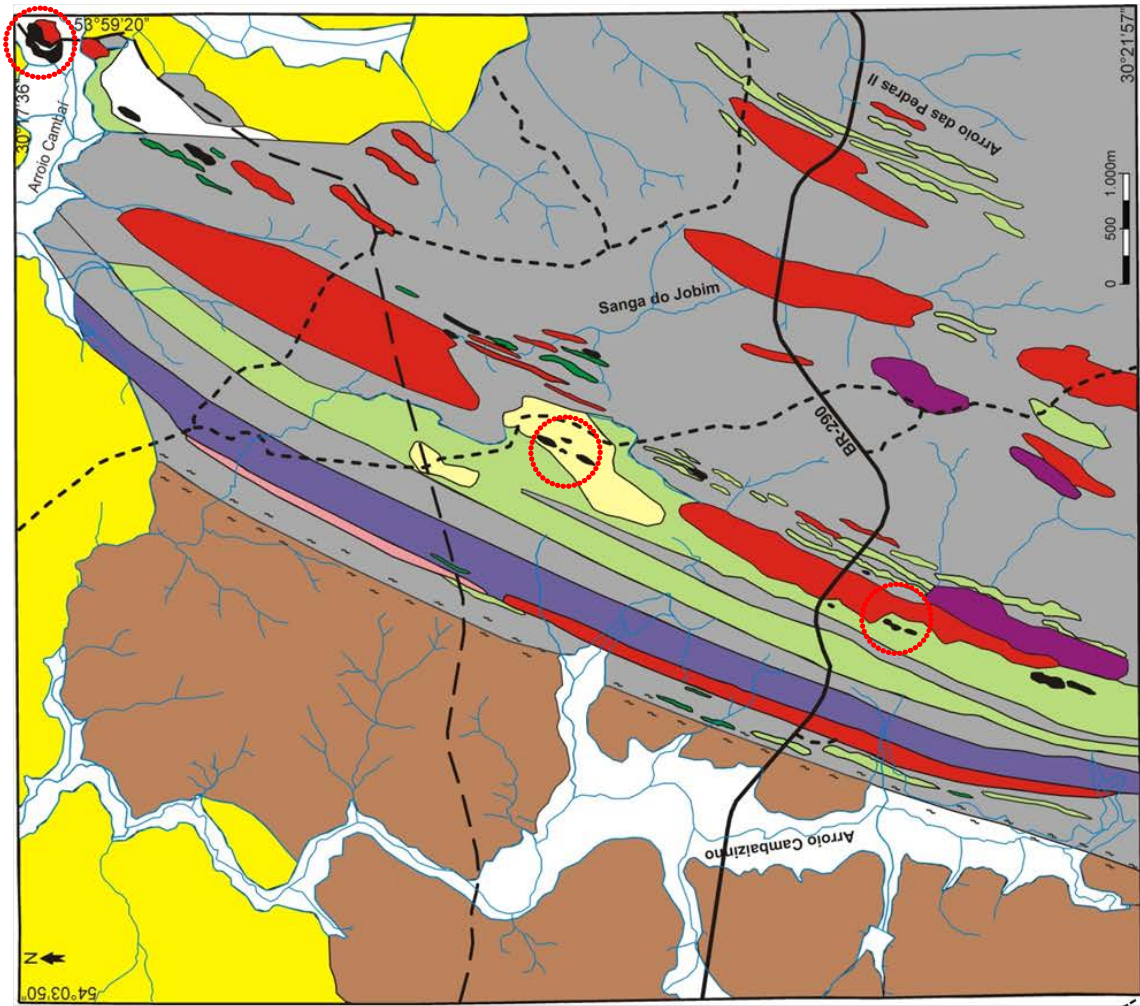 53°59'20"
30°17'36"
Arroio Cambaí
30°21'57"
Arroio das Pedras II
1.000m
500
0
Sanga do Jobim
BR-290
Arroio Cambaizinho
N
54°03'50"